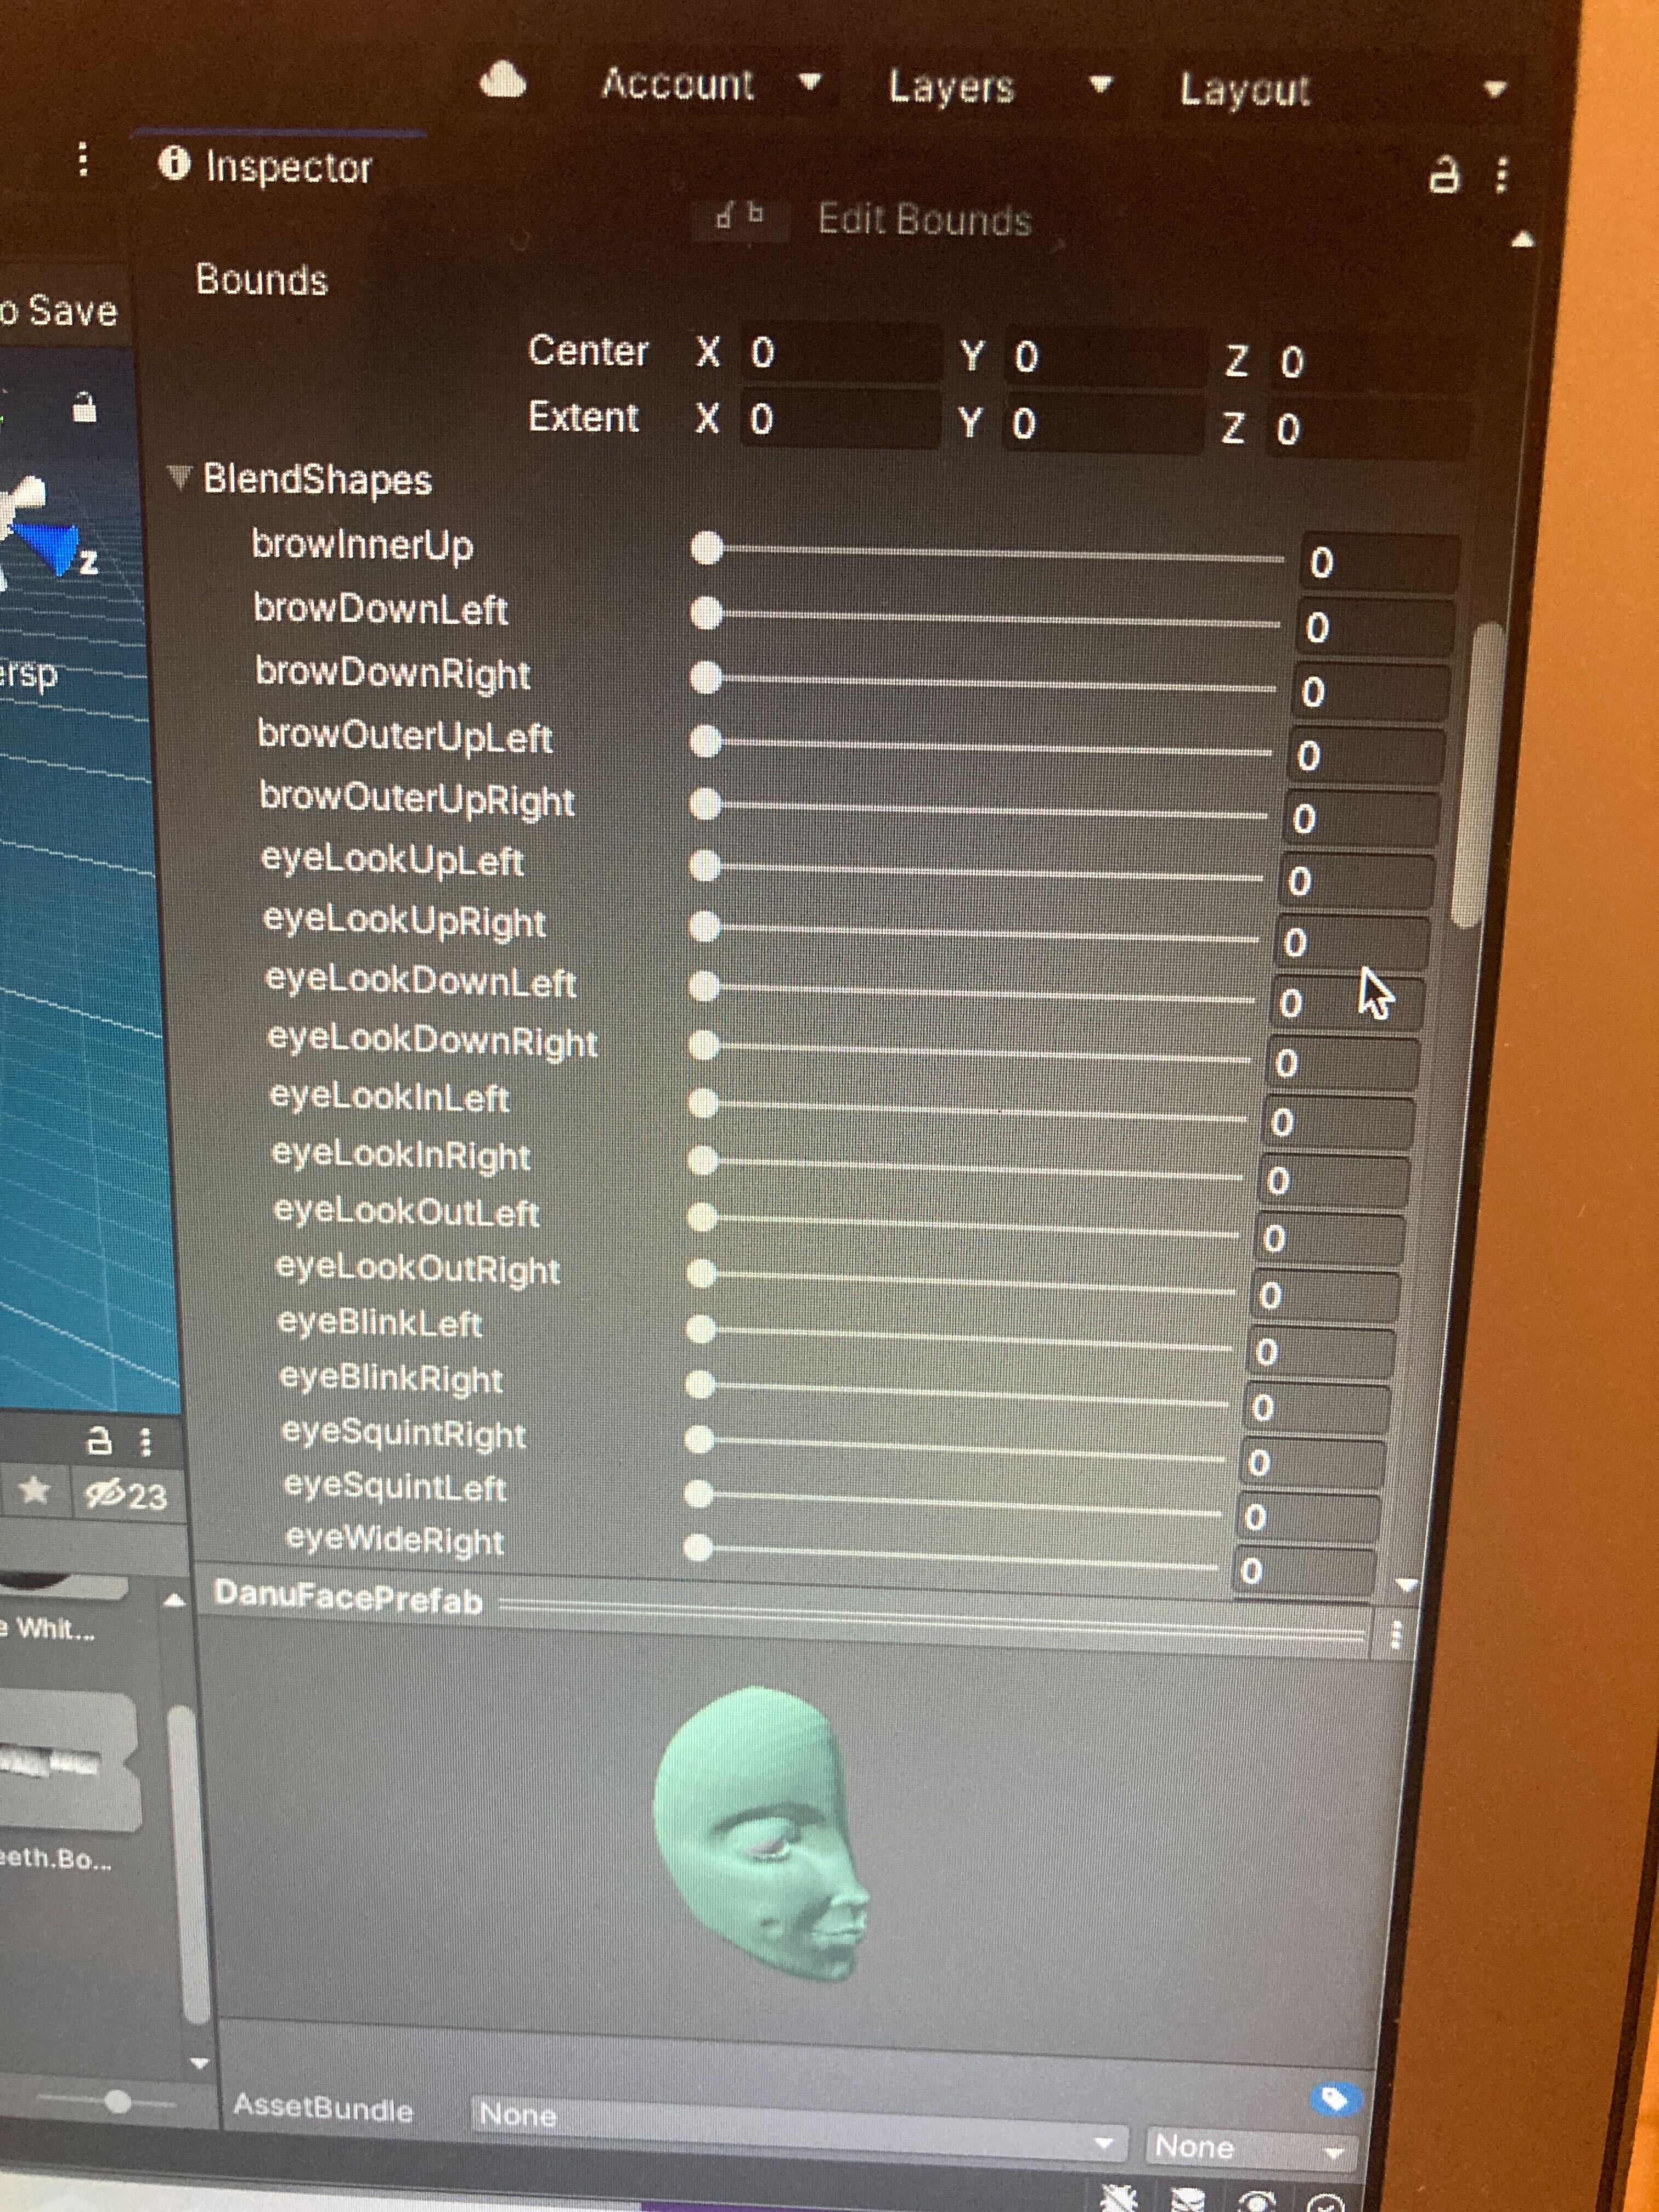 Account Layers Layout
Inspector
Edit Bounds
Bounds
o Save
Center X 0 Y 0 Z 0
Extent X 0 Y 0 Z 0
BlendShapes
browInnerUp 0
z
browDownLeft 0
browDownRight 0
ersp
browOuterUpLeft 0
browOuterUpRight 0
eyeLookUpLeft 0
eyeLookUpRight 0
eyeLookDownLeft 0
eyeLookDownRight 0
eyeLookInLeft 0
eyeLookInRight 0
eyeLookOutLeft 0
eyeLookOutRight 0
eyeBlinkLeft 0
eyeBlinkRight 0
eyeSquintRight 0
eyeSquintLeft 0
23
eyeWideRight 0
DanuFacePrefab
e Whit...
eeth.Bo...
AssetBundle None None